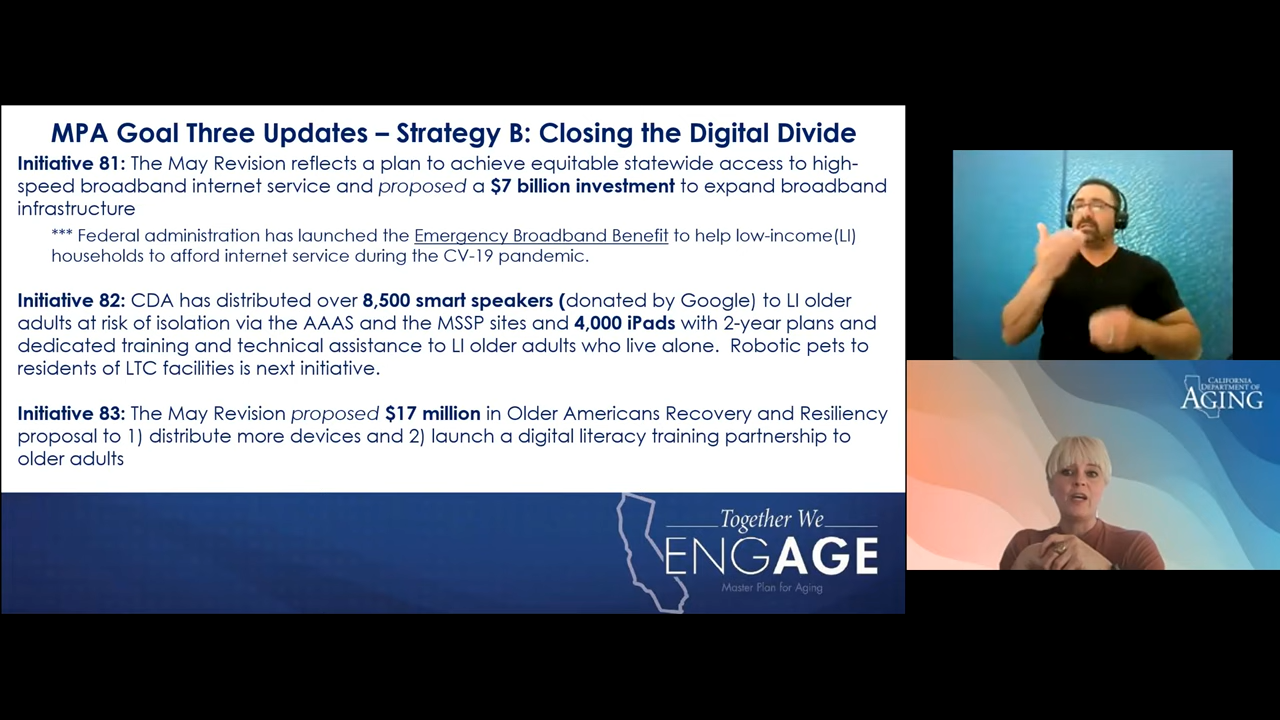 MPA Goal Three Updates – Strategy B: Closing the Digital Divide
Initiative 81: The May Revision reflects a plan to achieve equitable statewide access to high-
speed broadband internet service and proposed a $7 billion investment to expand broadband
infrastructure
*** Federal administration has launched the Emergency Broadband Benefit to help low-income(LI)
households to afford internet service during the CV-19 pandemic.
Initiative 82: CDA has distributed over 8,500 smart speakers (donated by Google) to LI older
adults at risk of isolation via the AAAS and the MSSP sites and 4,000 iPads with 2-year plans and
dedicated training and technical assistance to LI older adults who live alone. Robotic pets to
residents of LTC facilities is next initiative.
Initiative 83: The May Revision proposed $17 million in Older Americans Recovery and Resiliency
proposal to 1) distribute more devices and 2) launch a digital literacy training partnership to
older adults
Together We
ENGAGE
Master Plan for Aging
CALIFORNIA
DEPARTMENT OF
AGING